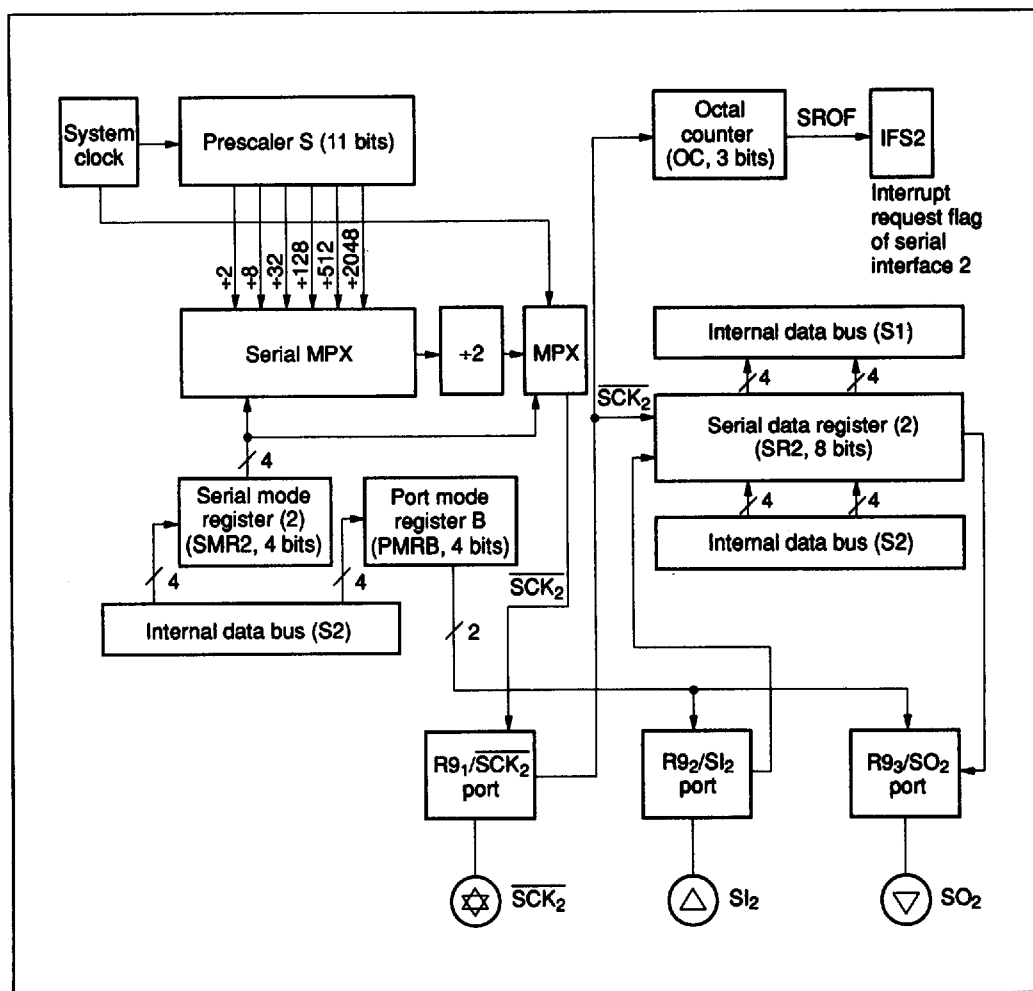 System
clock
Prescaler S (11 bits)
Octal
counter
(OC, 3 bits)
SROF
IFS2
Interrupt
request flag
of serial
interface 2
÷2
÷8
÷32
÷128
÷512
÷2048
Serial MPX
÷2
MPX
Internal data bus (S1)
4
4
S̅C̅K̅₂
Serial data register (2)
(SR2, 8 bits)
4
4
Internal data bus (S2)
4
Serial mode
register (2)
(SMR2, 4 bits)
Port mode
register B
(PMRB, 4 bits)
4
4
Internal data bus (S2)
S̅C̅K̅₂
2
R9₁/S̅C̅K̅₂
port
R9₂/SI₂
port
R9₃/SO₂
port
S̅C̅K̅₂
SI₂
SO₂